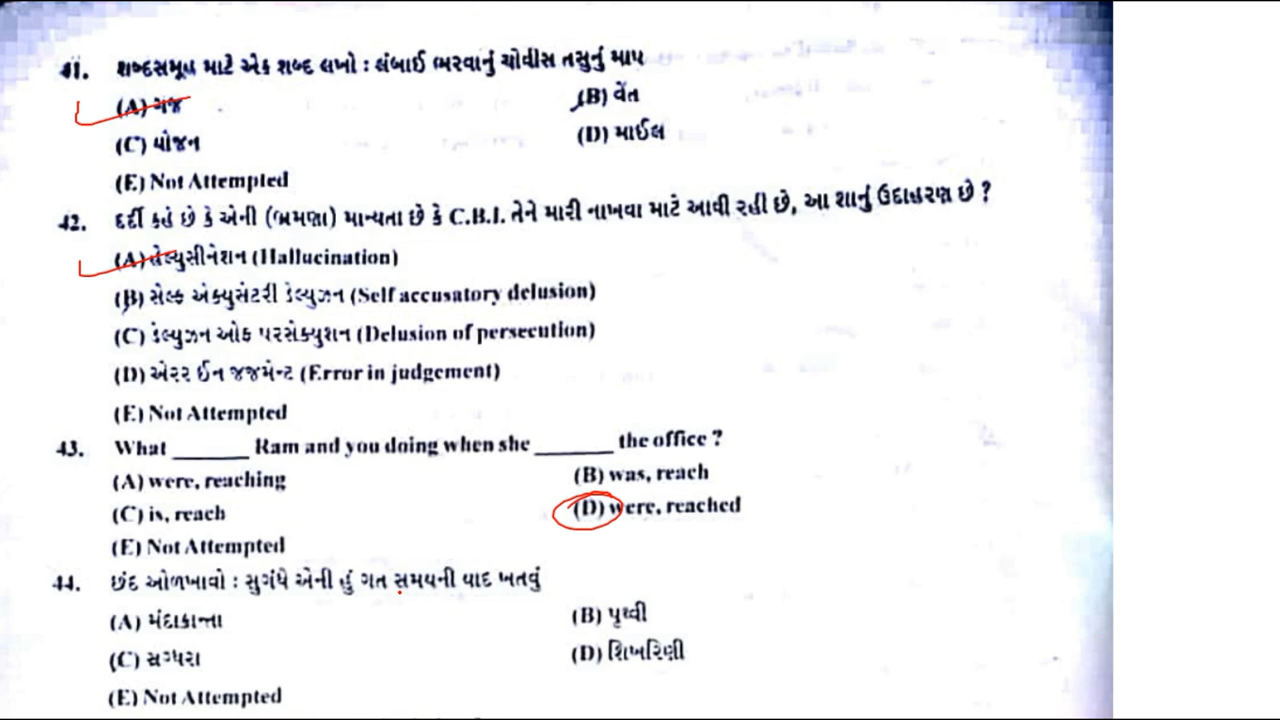 41. શબ્દસમૂહ માટે એક શબ્દ લખો : લંબાઈ ભરવાનું ચોવીસ તસુનું માપ
(A) ગજ (B) વેંત
(C) યોજન (D) માઈલ
(E) Not Attempted
42. દર્દી કહે છે કે એની (ભ્રમણા) માન્યતા છે કે C.B.I. તેને મારી નાખવા માટે આવી રહી છે, આ શાનું ઉદાહરણ છે ?
(A) હેલ્યુસીનેશન (Hallucination)
(B) સેલ્ફ એક્યુસેટરી ડેલ્યુઝન (Self accusatory delusion)
(C) ડેલ્યુઝન ઓફ પરસેક્યુશન (Delusion of persecution)
(D) એરર ઈન જજમેન્ટ (Error in judgement)
(E) Not Attempted
43. What ______ Ram and you doing when she ______ the office ?
(A) were, reaching (B) was, reach
(C) is, reach (D) were, reached
(E) Not Attempted
44. છંદ ઓળખાવો : સુગંધે એની હું ગત સમયની યાદ ખતવું
(A) મંદાકાન્તા (B) પૃથ્વી
(C) સ્રગ્ધરા (D) શિખરિણી
(E) Not Attempted